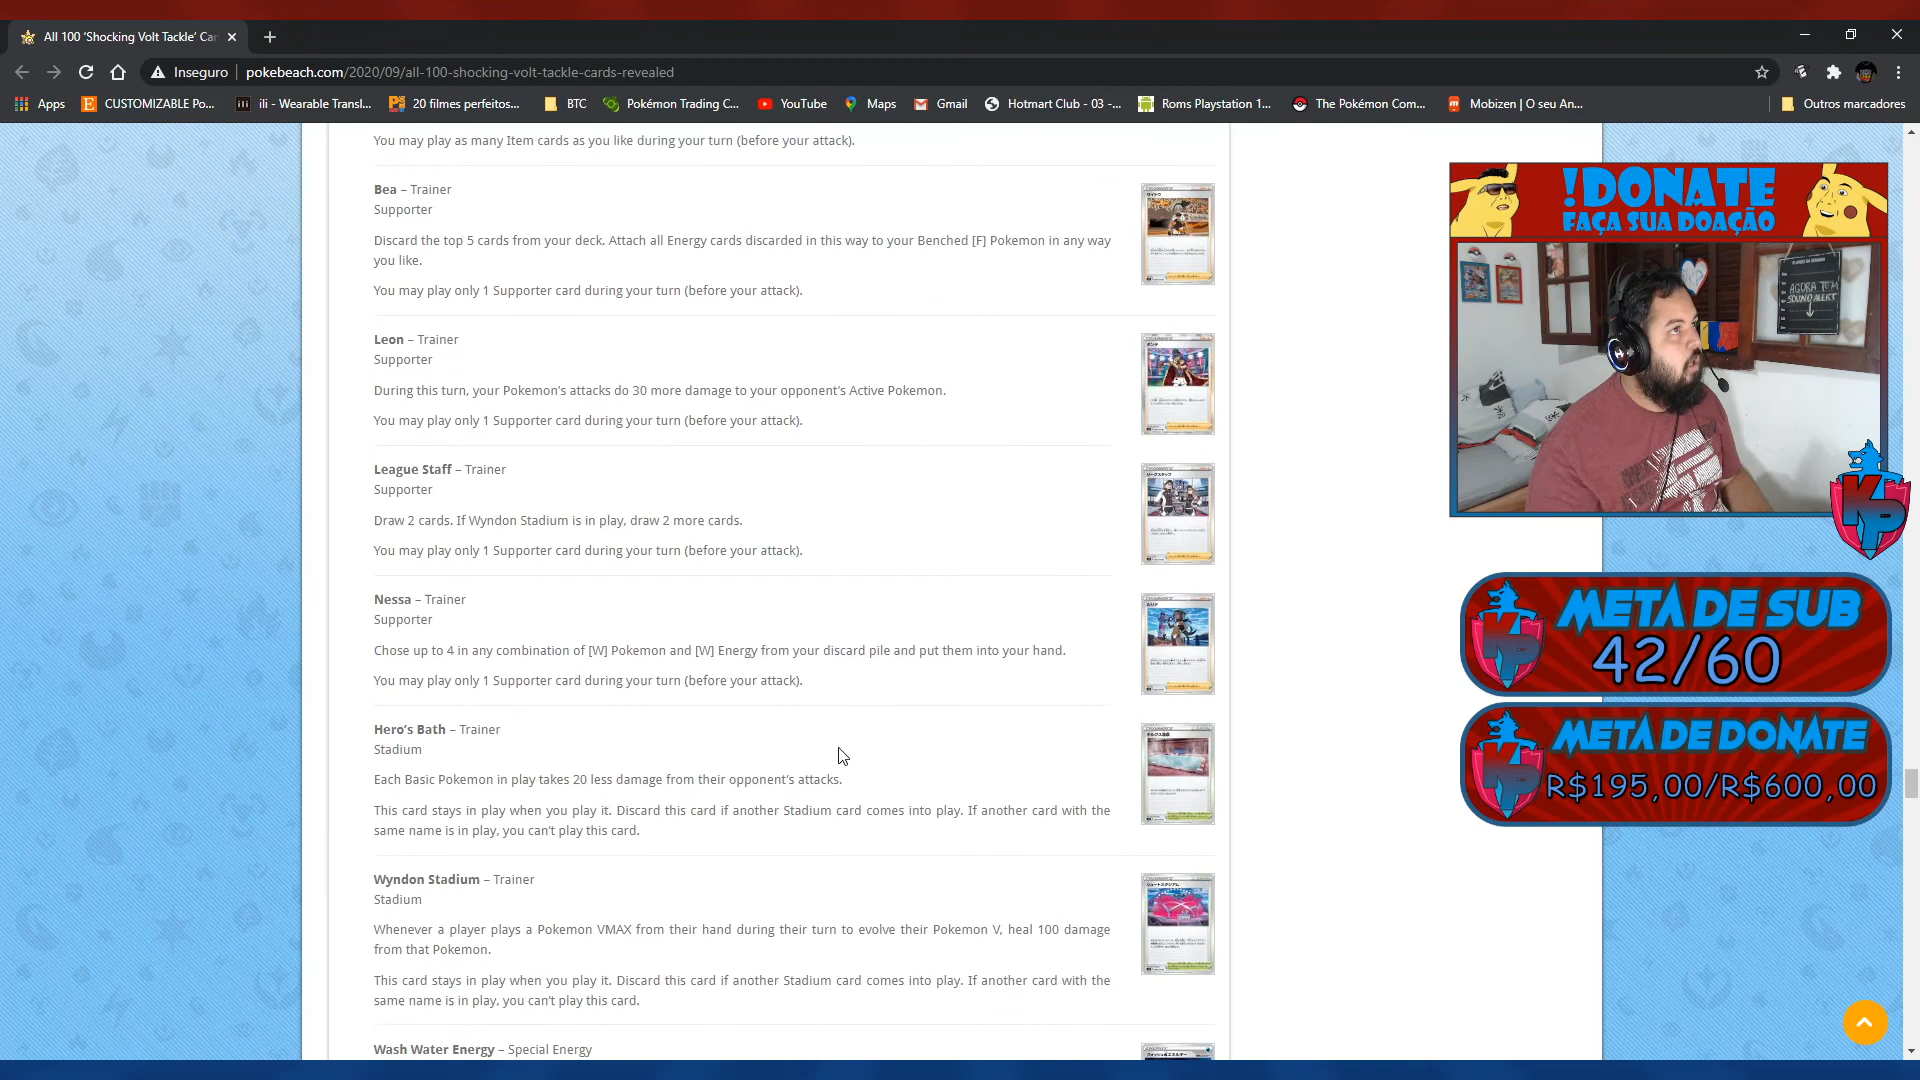 All 100 'Shocking Volt Tackle' Car
Inseguro
pokebeach.com/2020/09/all-100-shocking-volt-tackle-cards-revealed
Apps
CUSTOMIZABLE Po...
ili - Wearable Transl...
20 filmes perfeitos...
BTC
Pokémon Trading C...
YouTube
Maps
Gmail
Hotmart Club - 03 -...
Roms Playstation 1...
The Pokémon Com...
Mobizen | O seu An...
Outros marcadores
You may play as many Item cards as you like during your turn (before your attack).
Bea – Trainer
Supporter
Discard the top 5 cards from your deck. Attach all Energy cards discarded in this way to your Benched [F] Pokemon in any way
you like.
You may play only 1 Supporter card during your turn (before your attack).
Leon – Trainer
Supporter
During this turn, your Pokemon's attacks do 30 more damage to your opponent's Active Pokemon.
You may play only 1 Supporter card during your turn (before your attack).
League Staff – Trainer
Supporter
Draw 2 cards. If Wyndon Stadium is in play, draw 2 more cards.
You may play only 1 Supporter card during your turn (before your attack).
Nessa – Trainer
Supporter
Chose up to 4 in any combination of [W] Pokemon and [W] Energy from your discard pile and put them into your hand.
You may play only 1 Supporter card during your turn (before your attack).
Hero's Bath – Trainer
Stadium
Each Basic Pokemon in play takes 20 less damage from their opponent's attacks.
This card stays in play when you play it. Discard this card if another Stadium card comes into play. If another card with the
same name is in play, you can't play this card.
Wyndon Stadium – Trainer
Stadium
Whenever a player plays a Pokemon VMAX from their hand during their turn to evolve their Pokemon V, heal 100 damage
from that Pokemon.
This card stays in play when you play it. Discard this card if another Stadium card comes into play. If another card with the
same name is in play, you can't play this card.
Wash Water Energy – Special Energy
!DONATE
FAÇA SUA DOAÇÃO
AGORA TEM
SOUND ALERT
KP
META DE SUB
42/60
KP
META DE DONATE
R$195,00/R$600,00
KP